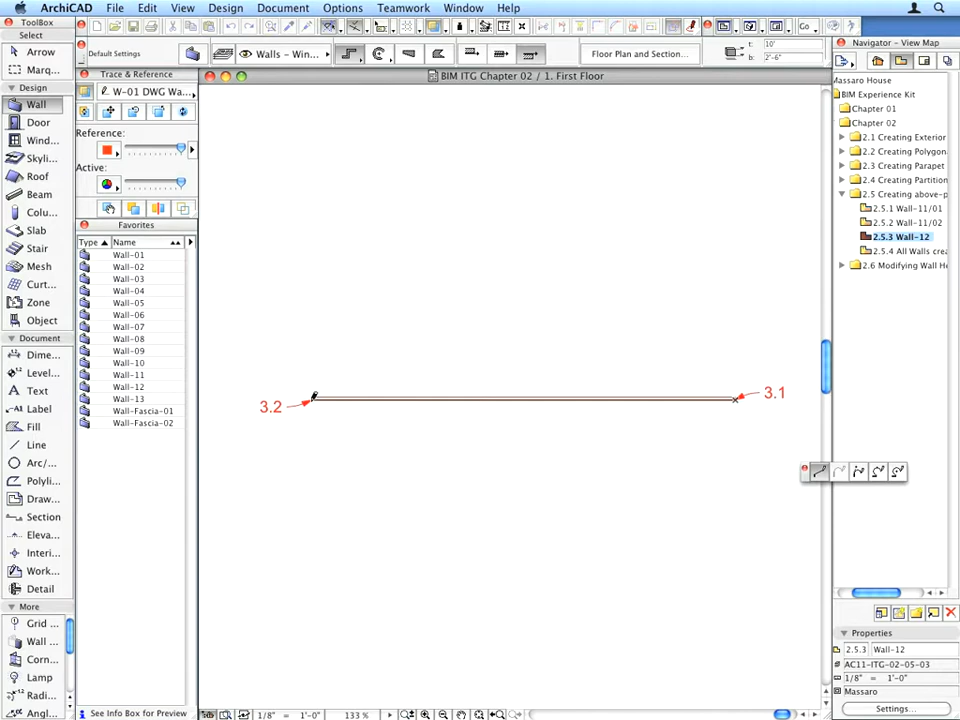 ArchiCAD File Edit View Design Document Options Teamwork Window Help
ToolBox
Select
Arrow
Marq...
Design
Wall
Door
Wind...
Skyli...
Roof
Beam
Colu...
Slab
Stair
Mesh
Curt...
Zone
Object
Document
Dime...
Level...
Text
Label
Fill
Line
Arc/...
Polyli...
Draw...
Section
Eleva...
Interi...
Work...
Detail
More
Grid ...
Wall ...
Corn...
Lamp
Radi...
Angl...
Default Settings
Walls - Win...
Floor Plan and Section...
t: 10'
b: 2'-6"
Go
Trace & Reference
W-01 DWG Wa...
Reference:
Active:
Favorites
Type Name
Wall-01
Wall-02
Wall-03
Wall-04
Wall-05
Wall-06
Wall-07
Wall-08
Wall-09
Wall-10
Wall-11
Wall-12
Wall-13
Wall-Fascia-01
Wall-Fascia-02
See Info Box for Preview
BIM ITG Chapter 02 / 1. First Floor
3.2
3.1
1/8" = 1'-0" 133 %
Navigator - View Map
Massaro House
BIM Experience Kit
Chapter 01
Chapter 02
2.1 Creating Exterior
2.2 Creating Polygon
2.3 Creating Parapet
2.4 Creating Partition
2.5 Creating above-p
2.5.1 Wall-11/01
2.5.2 Wall-11/02
2.5.3 Wall-12
2.5.4 All Walls crea
2.6 Modifying Wall He
Properties
2.5.3 Wall-12
AC11-ITG-02-05-03
1/8" = 1'-0"
Massaro
Settings...